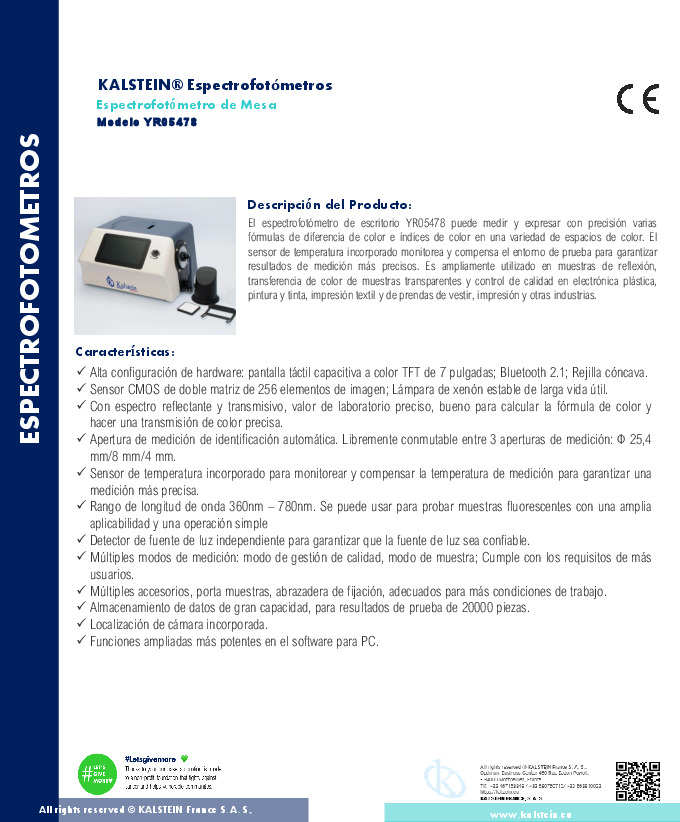 KALSTEIN® Espectrofotómetros
Espectrofotómetro de Mesa
Modelo YR05478
CE
ESPECTROFOTOMETROS
Kalstein
Descripción del Producto:
El espectrofotómetro de escritorio YR05478 puede medir y expresar con precisión varias
fórmulas de diferencia de color e índices de color en una variedad de espacios de color. El
sensor de temperatura incorporado monitorea y compensa el entorno de prueba para garantizar
resultados de medición más precisos. Es ampliamente utilizado en muestras de reflexión,
transferencia de color de muestras transparentes y control de calidad en electrónica plástica,
pintura y tinta, impresión textil y de prendas de vestir, impresión y otras industrias.
Características:
✓ Alta configuración de hardware: pantalla táctil capacitiva a color TFT de 7 pulgadas; Bluetooth 2.1; Rejilla cóncava.
✓ Sensor CMOS de doble matriz de 256 elementos de imagen; Lámpara de xenón estable de larga vida útil.
✓ Con espectro reflectante y transmisivo, valor de laboratorio preciso, bueno para calcular la fórmula de color y
hacer una transmisión de color precisa.
✓ Apertura de medición de identificación automática. Libremente conmutable entre 3 aperturas de medición: Φ 25,4
mm/8 mm/4 mm.
✓ Sensor de temperatura incorporado para monitorear y compensar la temperatura de medición para garantizar una
medición más precisa.
✓ Rango de longitud de onda 360nm – 780nm. Se puede usar para probar muestras fluorescentes con una amplia
aplicabilidad y una operación simple
✓ Detector de fuente de luz independiente para garantizar que la fuente de luz sea confiable.
✓ Múltiples modos de medición: modo de gestión de calidad, modo de muestra; Cumple con los requisitos de más
usuarios.
✓ Múltiples accesorios, porta muestras, abrazadera de fijación, adecuados para más condiciones de trabajo.
✓ Almacenamiento de datos de gran capacidad, para resultados de prueba de 20000 piezas.
✓ Localización de cámara incorporada.
✓ Funciones ampliadas más potentes en el software para PC.
# LET'S
GIVE
MORE
#Letsgivemore
All rights reserved © KALSTEIN France S. A. S.,
KALSTEIN FRANCE, S. A. S
All rights reserved © KALSTEIN France S. A. S.,
www.kalstein.eu